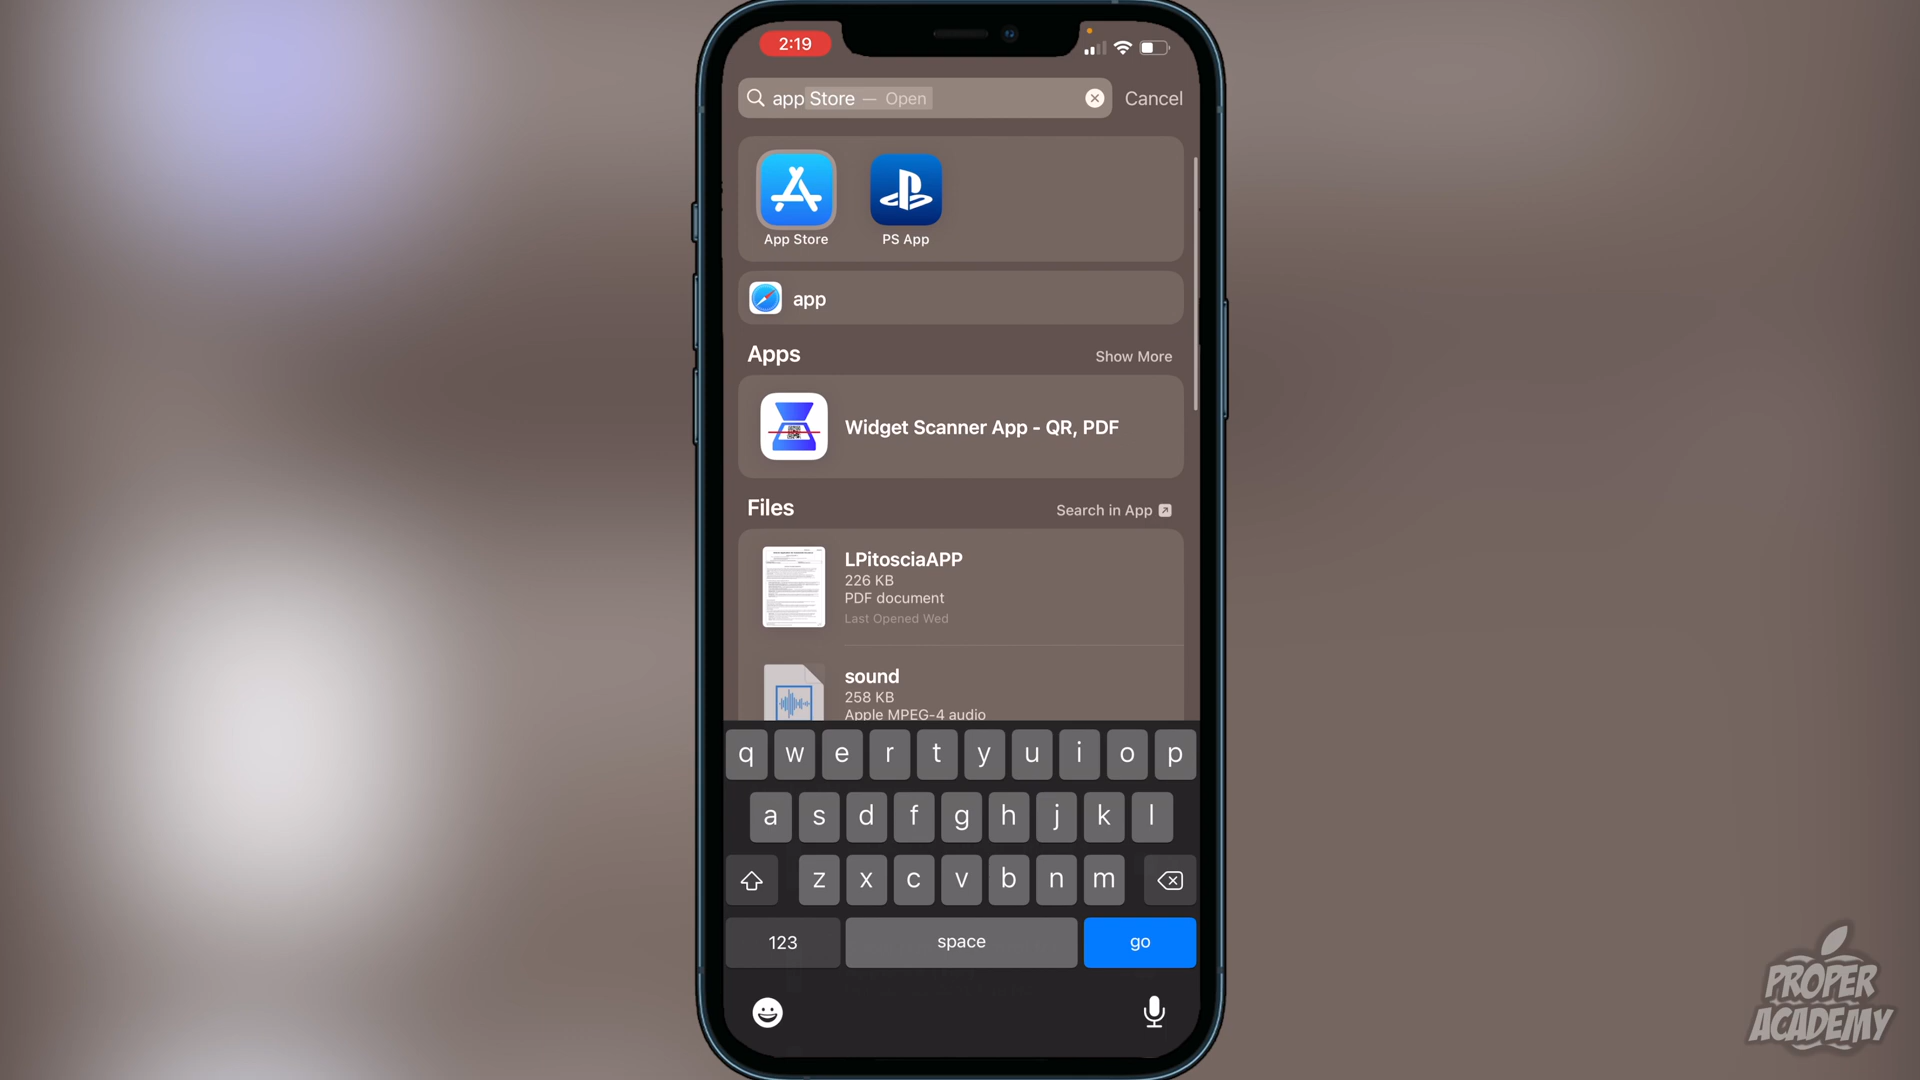 2:19
app Store — Open
Cancel
App Store
PS App
app
Apps
Show More
Widget Scanner App - QR, PDF
Files
Search in App
LPitosciaAPP
226 KB
PDF document
Last Opened Wed
sound
258 KB
Apple MPEG-4 audio
q w e r t y u i o p
a s d f g h j k l
z x c v b n m
123
space
go
PROPER
ACADEMY